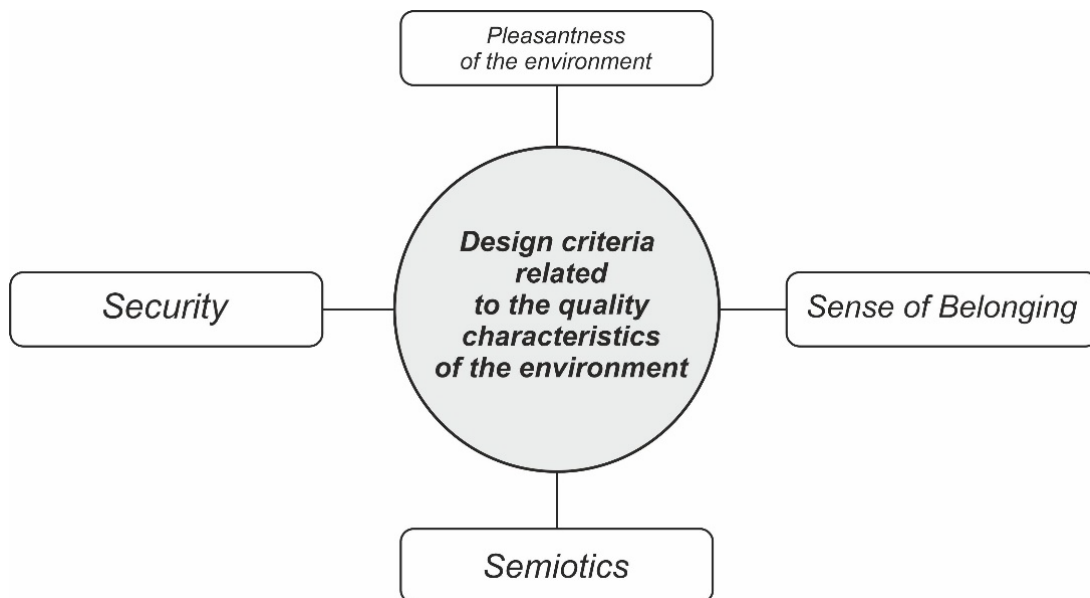 Pleasantness
of the environment
Design criteria
related
to the quality
characteristics
of the environment
Security
Sense of Belonging
Semiotics